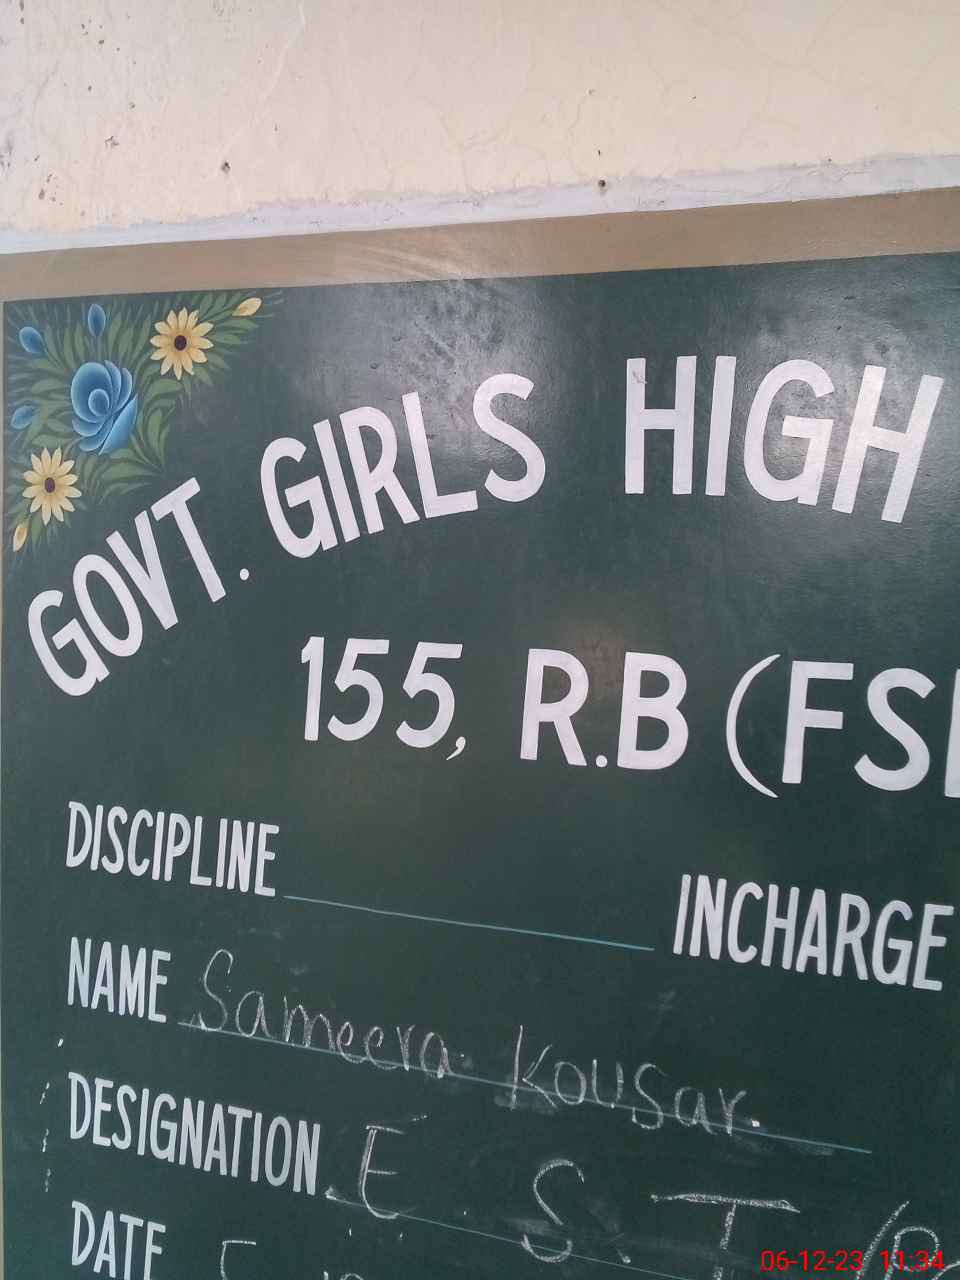 GOVT. GIRLS HIGH
155, R.B (FS
DISCIPLINE
INCHARGE
NAME Sameera Kousar.
DESIGNATION E S.T
DATE
06-12-23 11:34